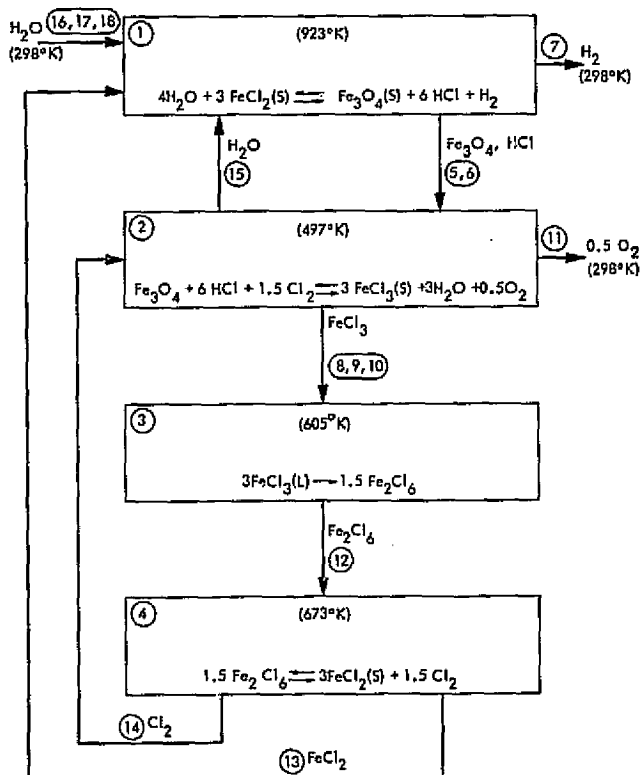 H₂O (16, 17, 18)
(298°K)
① (923°K)
4H₂O + 3 FeCl₂(S) ⇌ Fe₃O₄(S) + 6 HCl + H₂
⑦ H₂
(298°K)
H₂O
⑮
Fe₃O₄, HCl
(5,6)
② (497°K)
Fe₃O₄ + 6 HCl + 1.5 Cl₂ ⇌ 3 FeCl₃(S) +3H₂O +0.5O₂
⑪ 0.5 O₂
(298°K)
FeCl₃
(8, 9, 10)
③ (605°K)
3FeCl₃(L) — 1.5 Fe₂Cl₆
Fe₂Cl₆
⑫
④ (673°K)
1.5 Fe₂ Cl₆ ⇌ 3FeCl₂(S) + 1.5 Cl₂
⑭ Cl₂
⑬ FeCl₂